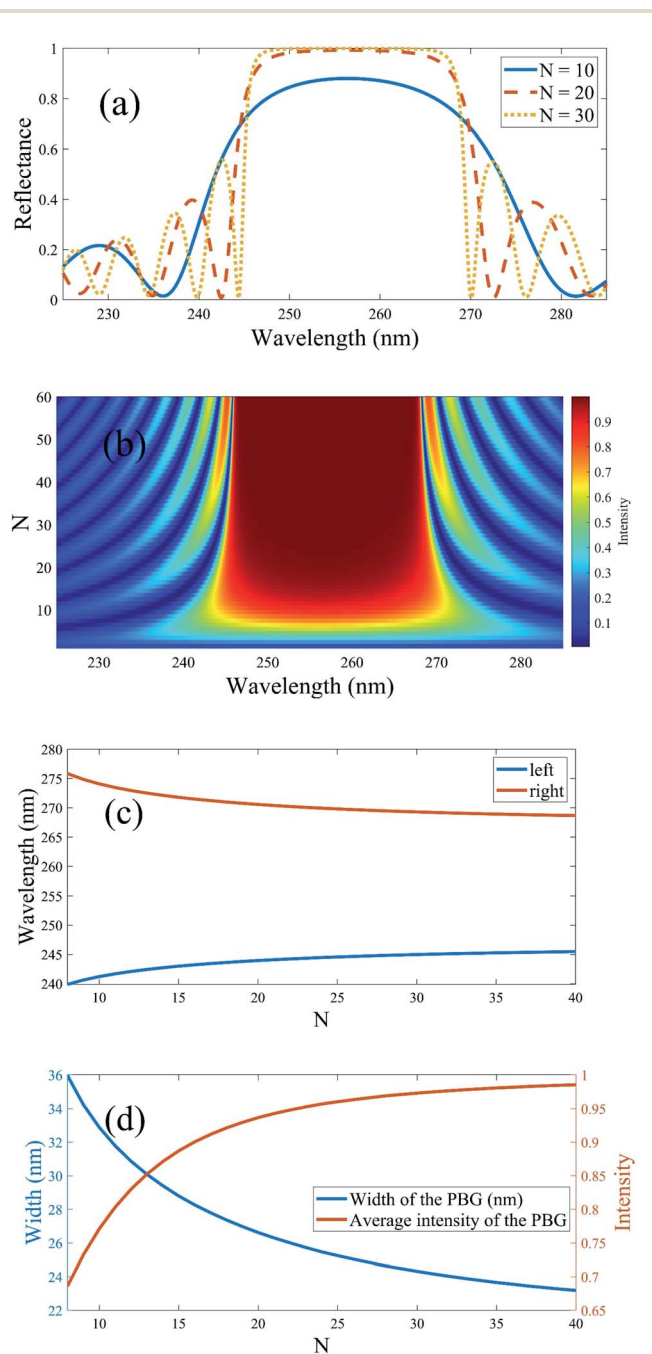 1
0.8
0.6
0.4
0.2
0
Reflectance
(a)
N = 10
N = 20
N = 30
230 240 250 260 270 280
Wavelength (nm)
60
50
40
30
20
10
N
(b)
230 240 250 260 270 280
Wavelength (nm)
0.9
0.8
0.7
0.6
0.5
0.4
0.3
0.2
0.1
Intensity
280
275
270
265
260
255
250
245
240
Wavelength (nm)
(c)
left
right
10 15 20 25 30 35 40
N
36
34
32
30
28
26
24
22
Width (nm)
(d)
Width of the PBG (nm)
Average intensity of the PBG
1
0.95
0.9
0.85
0.8
0.75
0.7
0.65
Intensity
10 15 20 25 30 35 40
N